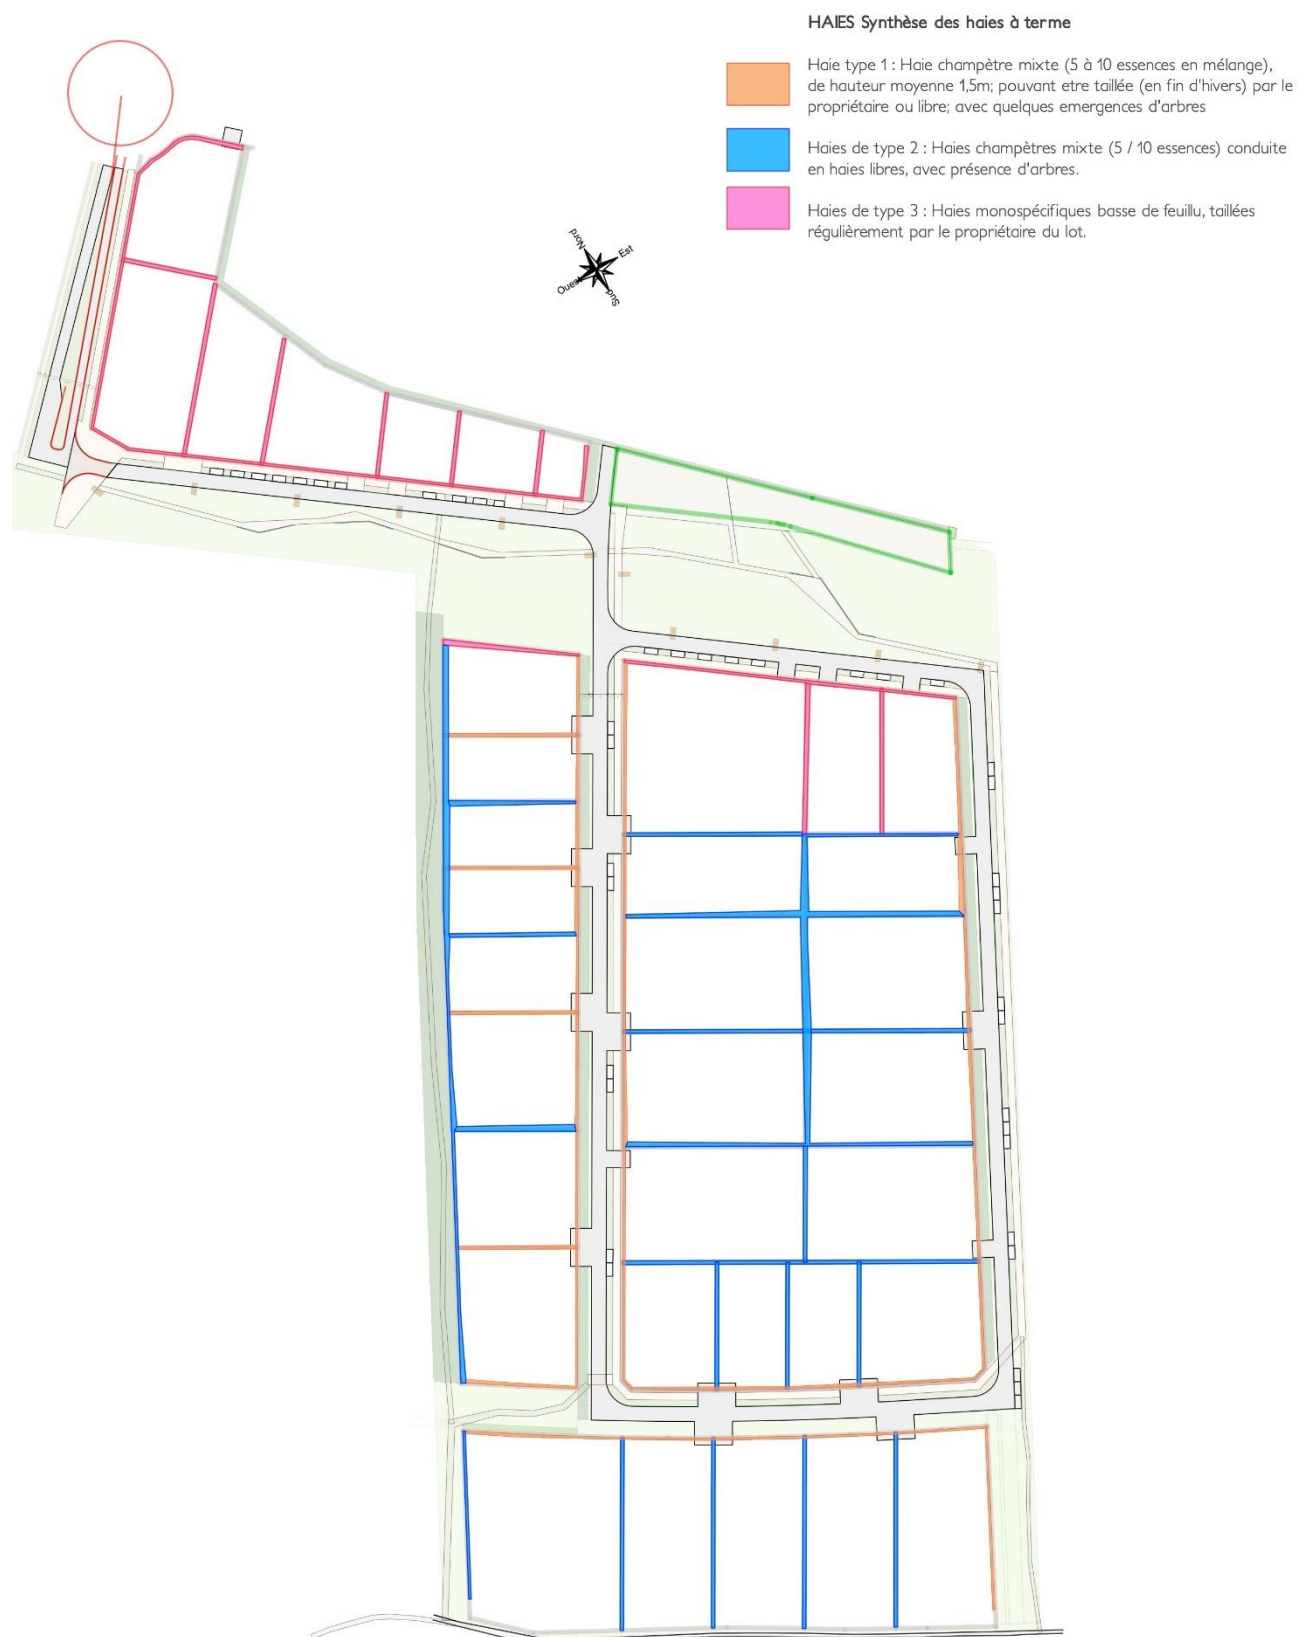 HAIES Synthèse des haies à terme
Haie type 1 : Haie champètre mixte (5 à 10 essences en mélange),
de hauteur moyenne 1,5m; pouvant etre taillée (en fin d'hivers) par le
propriétaire ou libre; avec quelques emergences d'arbres
Haies de type 2 : Haies champètres mixte (5 / 10 essences) conduite
en haies libres, avec présence d'arbres.
Haies de type 3 : Haies monospécifiques basse de feuillu, taillées
régulièrement par le propriétaire du lot.
Nord
Est
Ouest
Sud